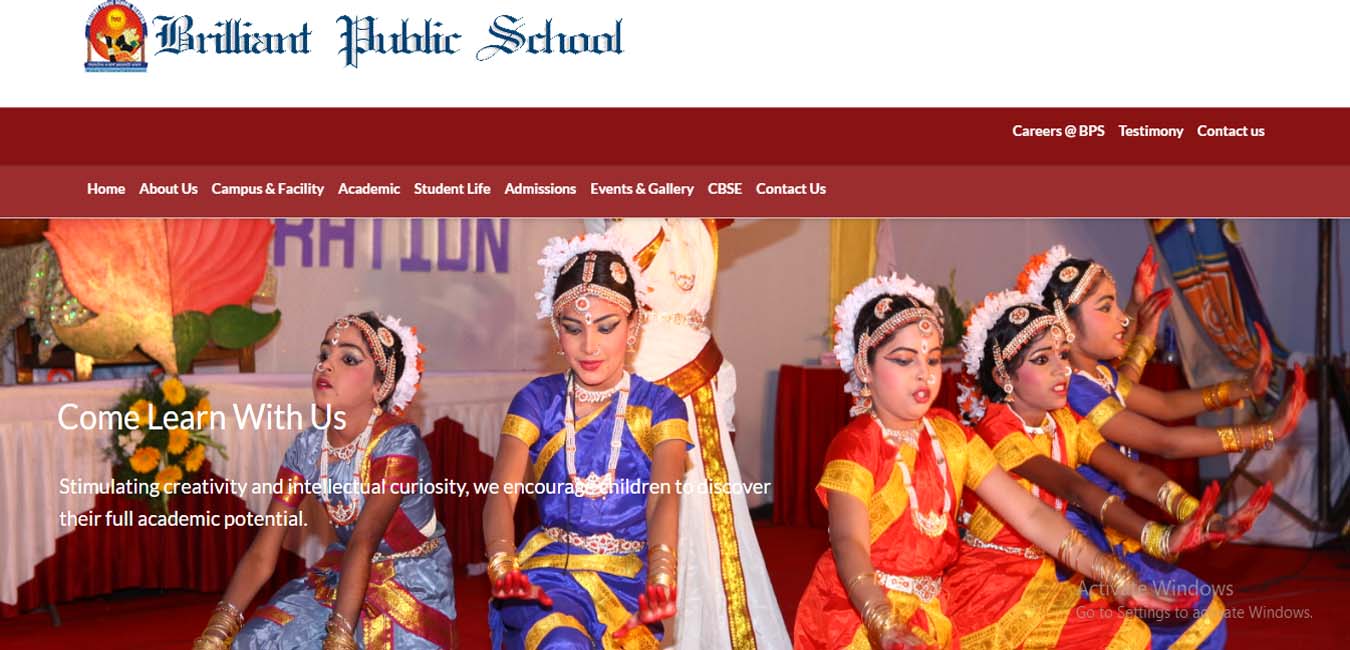 Brilliant Public School
Careers @ BPS Testimony Contact us
Home About Us Campus & Facility Academic Student Life Admissions Events & Gallery CBSE Contact Us
RATION
Come Learn With Us
Stimulating creativity and intellectual curiosity, we encourage children to discover
their full academic potential.
Activate Windows
Go to Settings to activate Windows.